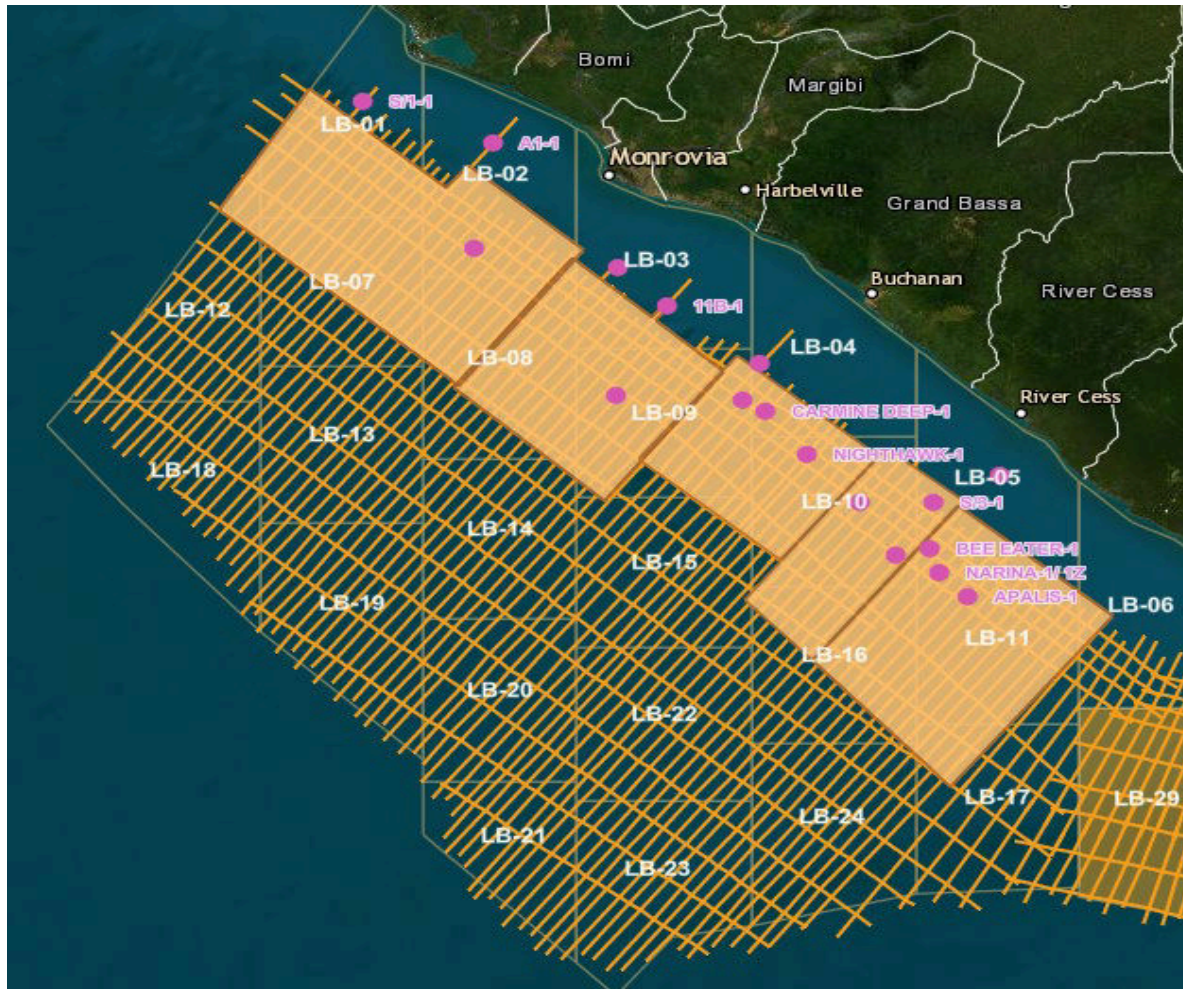 Bomi
Margibi
S/1-1
LB-01
A1-1
Monrovia
LB-02
Harbelville
Grand Bassa
LB-03
Buchanan
LB-07
River Cess
LB-12
11B-1
LB-04
LB-08
River Cess
LB-09
CARMINE DEEP-1
LB-13
NIGHTHAWK-1
LB-18
LB-05
LB-10
S/3-1
LB-14
BEE EATER-1
LB-15
NARINA-1/ 1Z
APALIS-1
LB-19
LB-06
LB-11
LB-16
LB-20
LB-22
LB-17
LB-29
LB-24
LB-21
LB-23